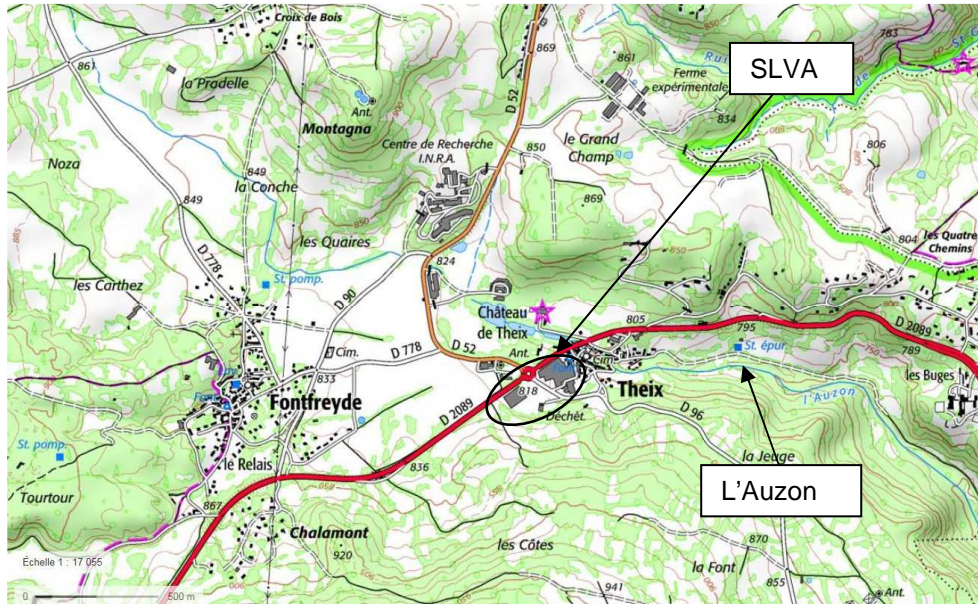 Croix de Bois
861
la Pradelle
869
861
Ferme
expérimentale
834
783
SLVA
Ant.
Montagna
D 52
le Grand
Champ
806
Noza
849
la Conche
Centre de Recherche
I.N.R.A.
850
849
869
les Quaires
804
les Quatre
Chemins
D 778
824
St. pomp.
les Carthez
D 90
Château
de Theix
805
795
D 2089
St. épur.
789
Cim.
D 778
D 52
Ant.
Cim.
833
818
Theix
l'Auzon
les Buges
Fontfreyde
D 2089
Déchèt.
D 96
St. pomp.
le Relais
836
la Jeuge
L'Auzon
Tourtour
867
Chalamont
920
les Côtes
870
la Font
855
941
Ant.
Échelle 1 : 17 055
0
500 m